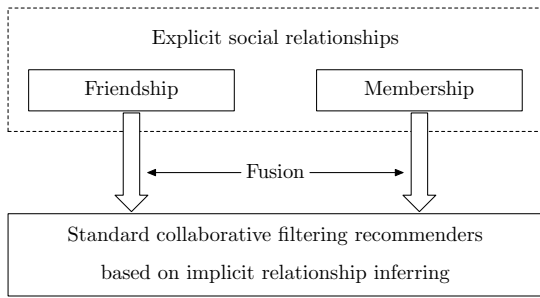 Explicit social relationships
Friendship
Membership
Fusion
Standard collaborative filtering recommenders
based on implicit relationship inferring